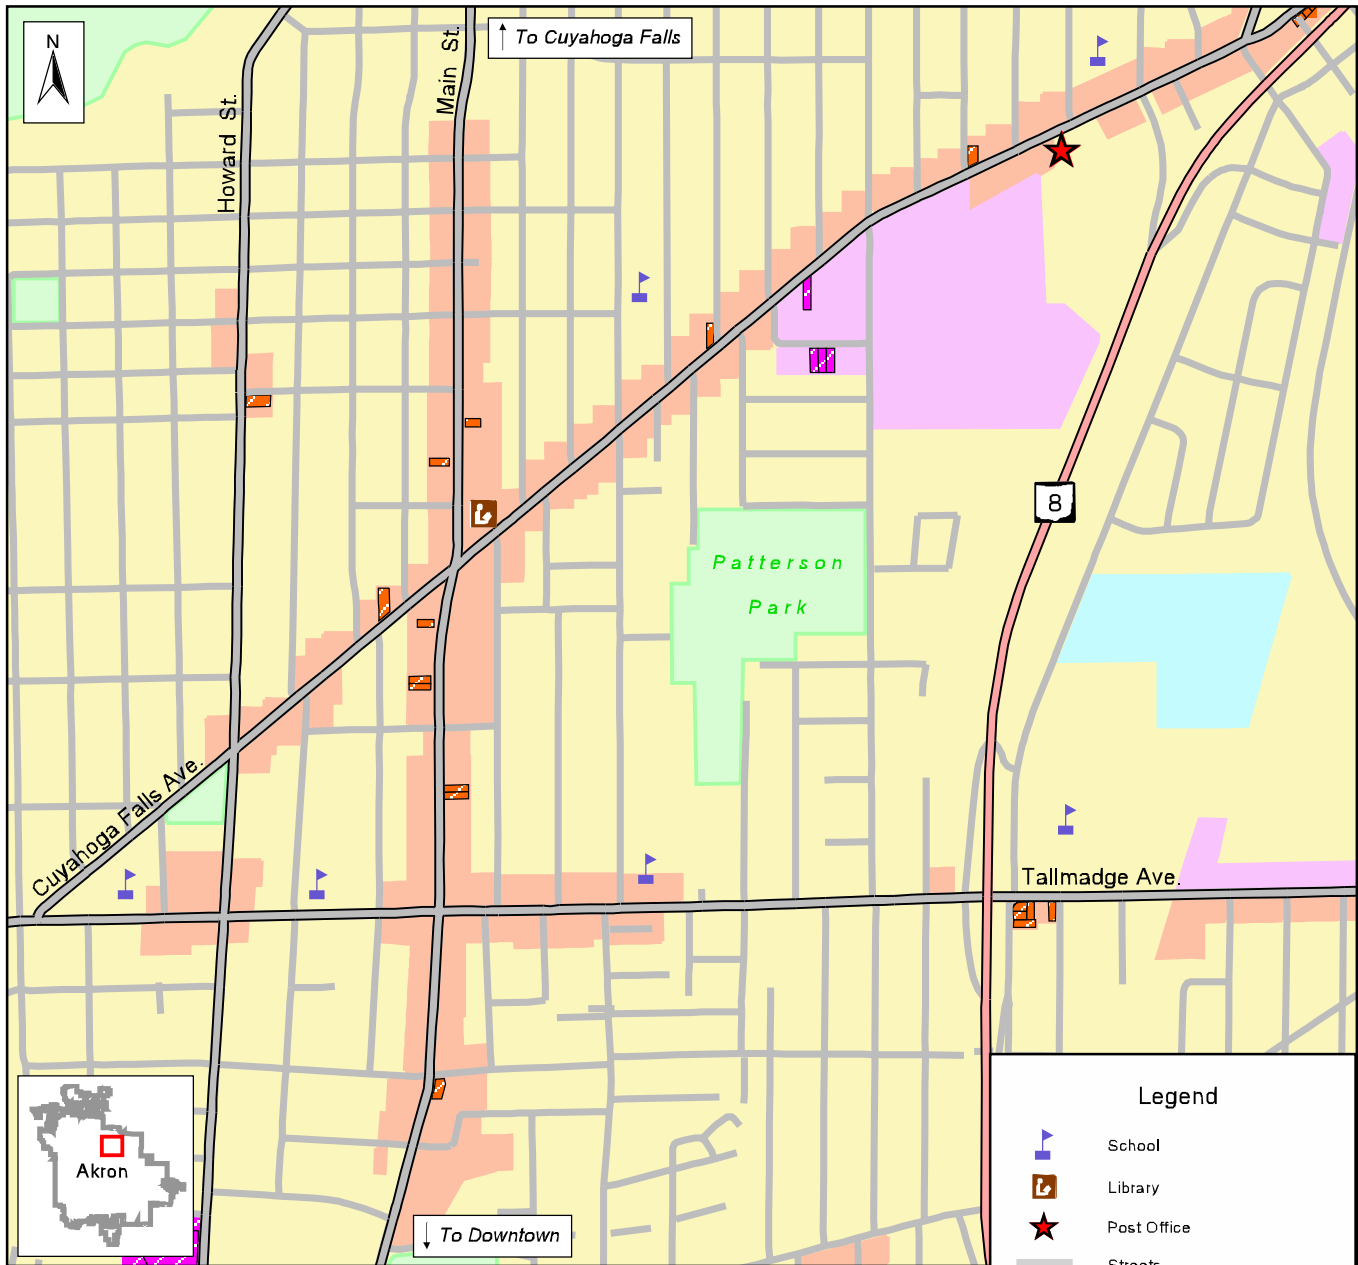 N
To Cuyahoga Falls
Main St.
Howard St.
8
Patterson
Park
Cuyahoga Falls Ave.
Tallmadge Ave.
Akron
To Downtown
Legend
School
Library
Post Office
Streets